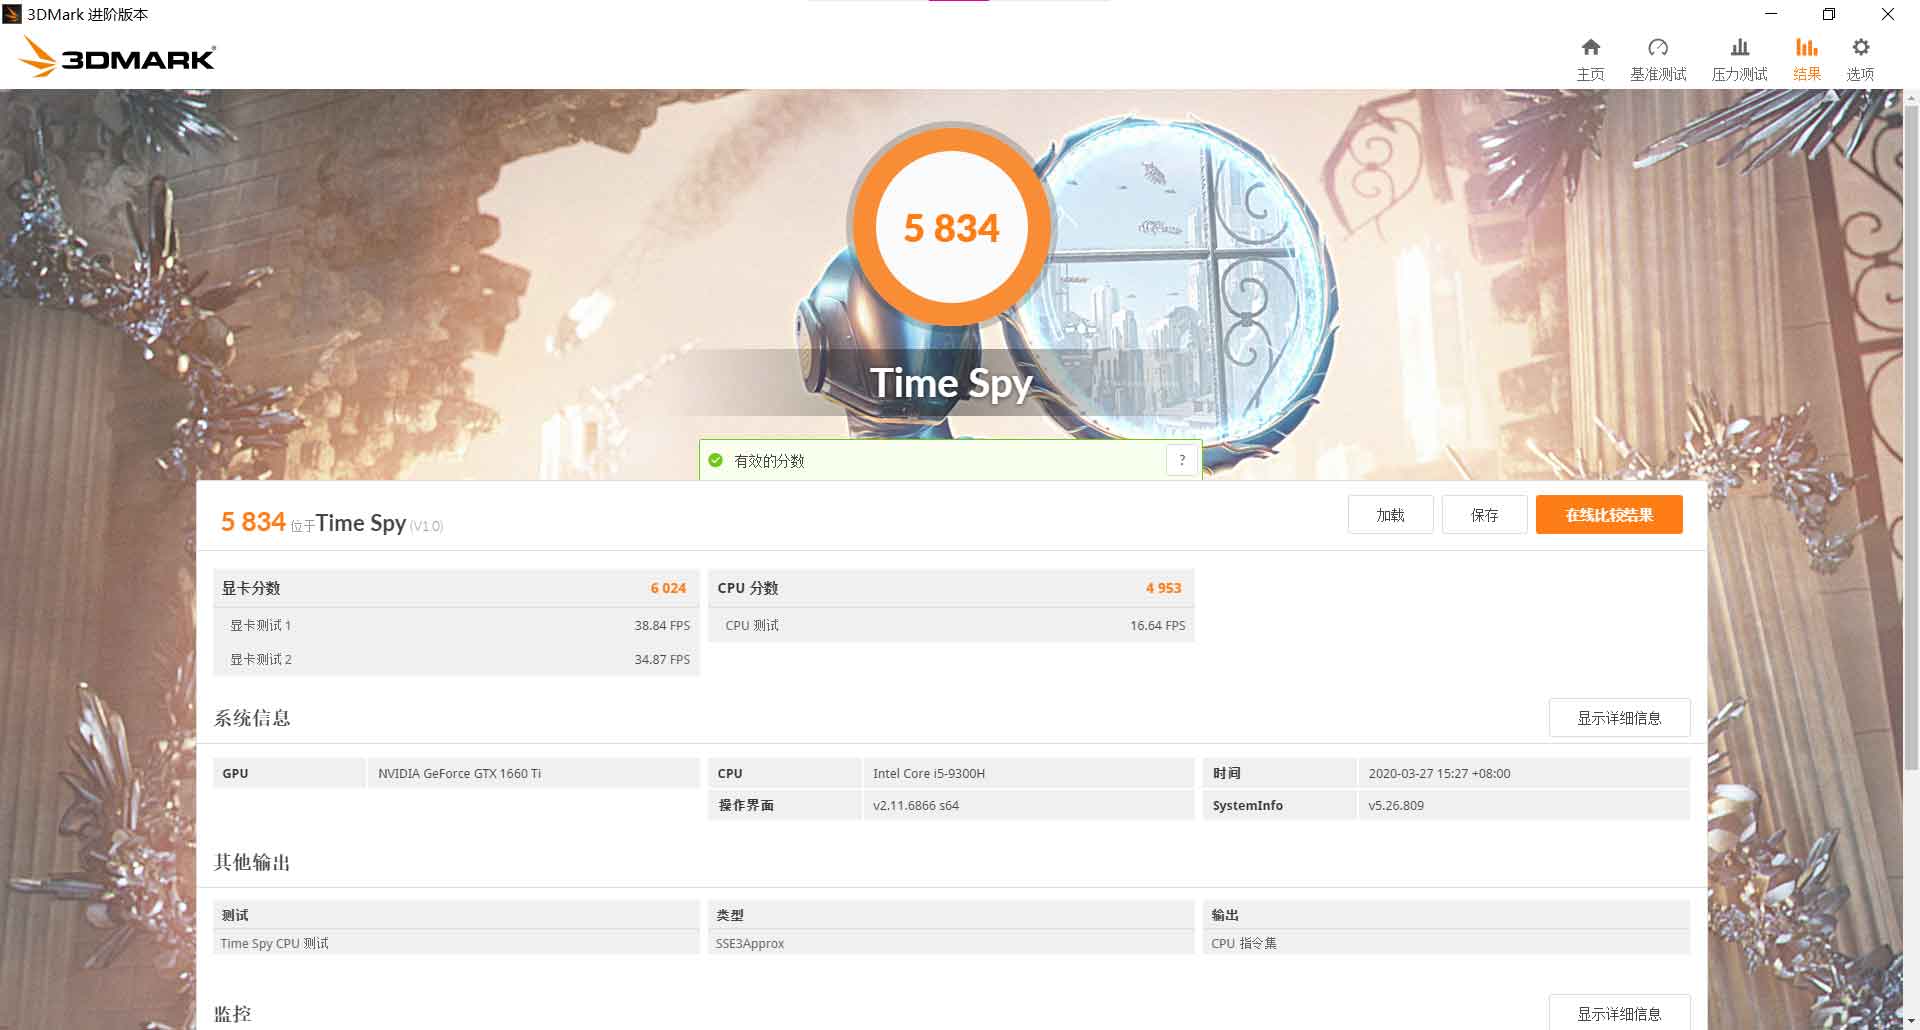 3DMark 进阶版本
3DMARK
主页 基准测试 压力测试 结果 选项
5 834
Time Spy
有效的分数 ?
5 834 位于Time Spy (V1.0)
加载 保存 在线比较结果
显卡分数 6 024
显卡测试 1 38.84 FPS
显卡测试 2 34.87 FPS
CPU 分数 4 953
CPU 测试 16.64 FPS
系统信息 显示详细信息
GPU NVIDIA GeForce GTX 1660 Ti CPU Intel Core i5-9300H 时间 2020-03-27 15:27 +08:00
操作界面 v2.11.6866 s64 SystemInfo v5.26.809
其他输出
测试 类型 输出
Time Spy CPU 测试 SSE3Approx CPU 指令集
监控 显示详细信息